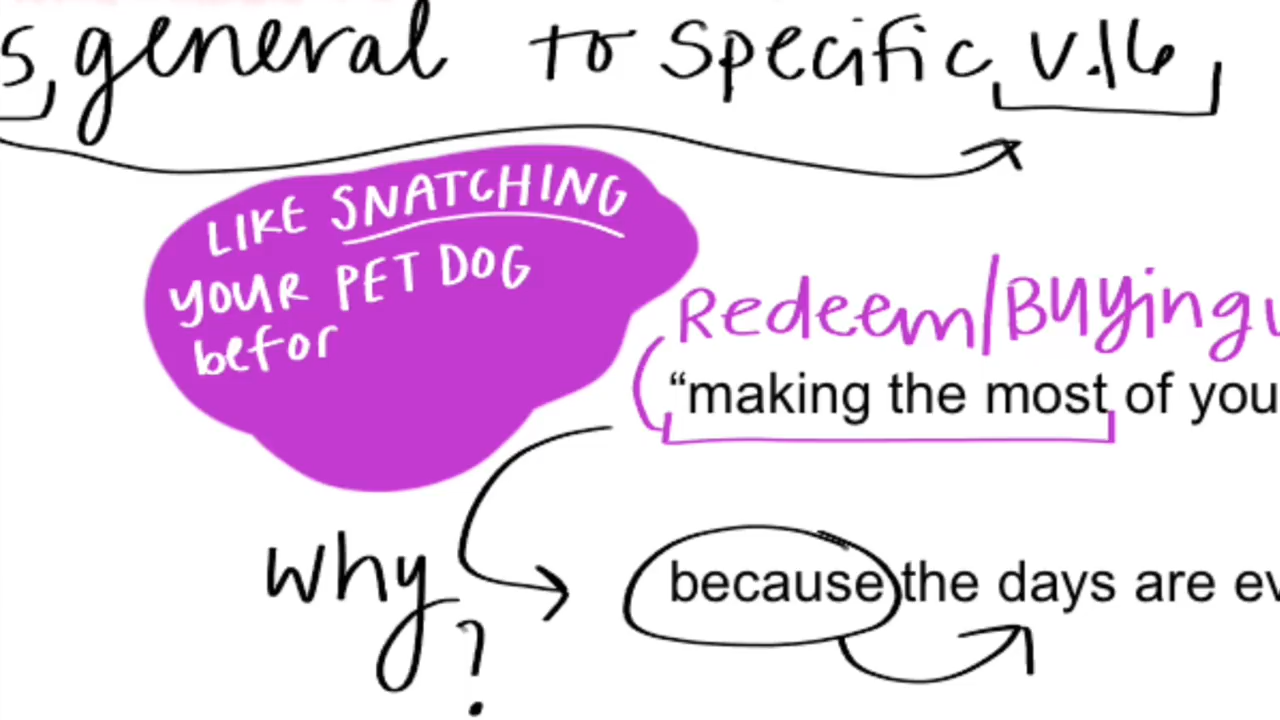 s, general to specific v.16
LIKE SNATCHING
YOUR PET DOG
befor
Redeem/Buying
“making the most of you
because the days are ev
why
?